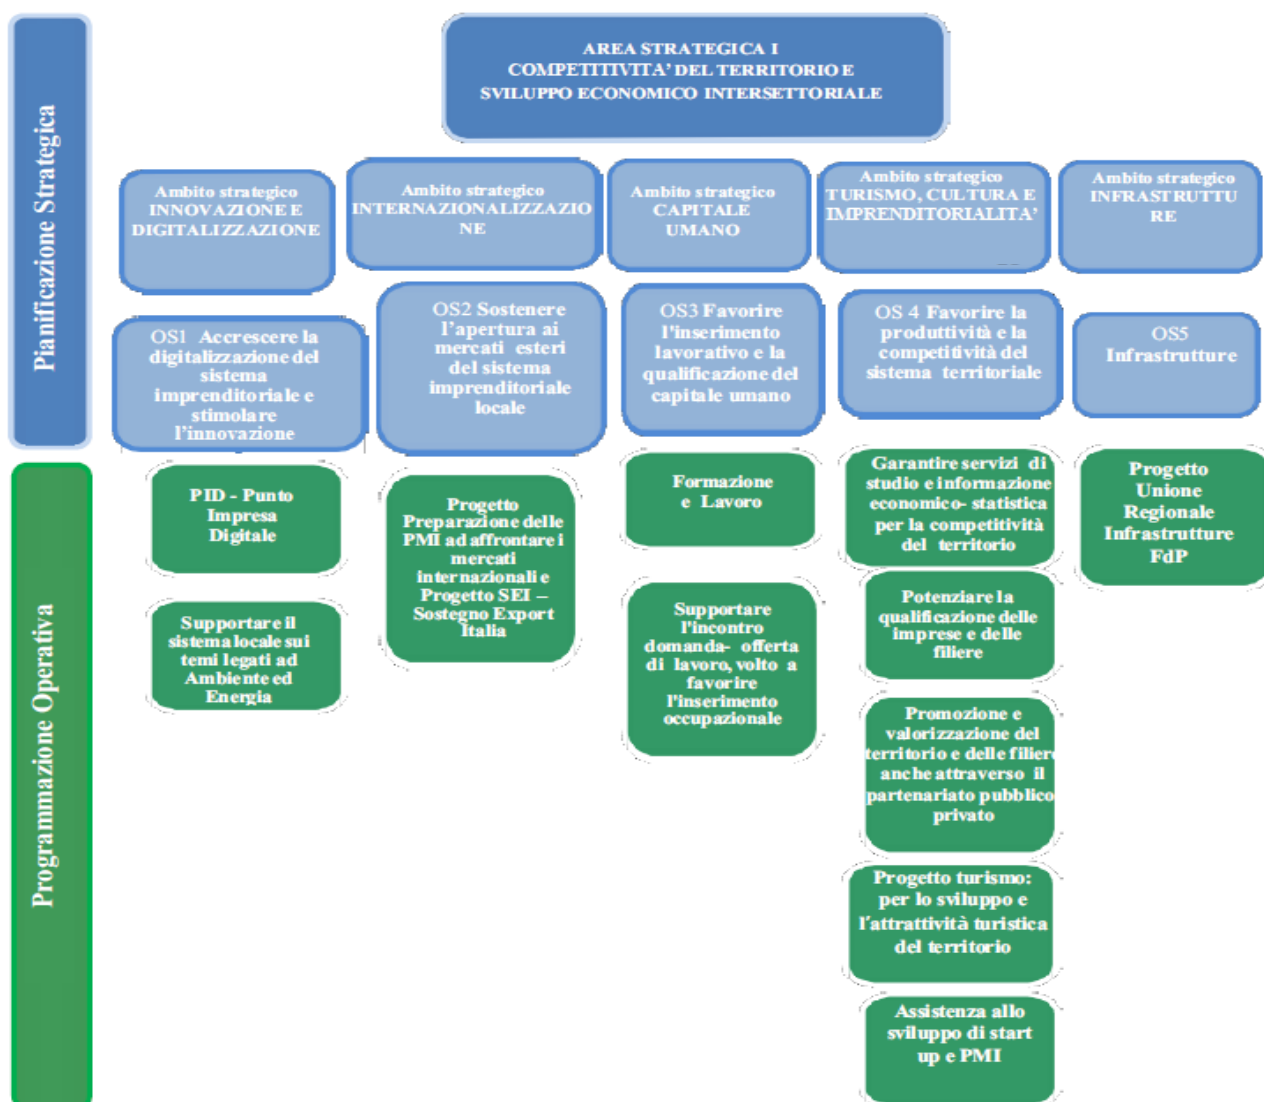 Pianificazione Strategica
AREA STRATEGICA I
COMPETITIVITA’ DEL TERRITORIO E
SVILUPPO ECONOMICO INTERSETTORIALE
Ambito strategico
INNOVAZIONE E
DIGITALIZZAZIONE
Ambito strategico
INTERNAZIONALIZZAZIO
NE
Ambito strategico
CAPITALE
UMANO
Ambito strategico
TURISMO, CULTURA E
IMPRENDITORIALITA’
Ambito strategico
INFRASTRUTTU
RE
OS1 Accrescere la
digitalizzazione del
sistema
imprenditoriale e
stimolare
l’innovazione
OS2 Sostenere
l’apertura ai
mercati esteri
del sistema
imprenditoriale
locale
OS3 Favorire
l'inserimento
lavorativo e la
qualificazione del
capitale umano
OS 4 Favorire la
produttività e la
competitività del
sistema territoriale
OS5
Infrastrutture
Programmazione Operativa
PID - Punto
Impresa
Digitale
Supportare il
sistema locale sui
temi legati ad
Ambiente ed
Energia
Progetto
Preparazione delle
PMI ad affrontare i
mercati
internazionali e
Progetto SEI –
Sostegno Export
Italia
Formazione
e Lavoro
Supportare
l'incontro
domanda- offerta
di lavoro, volto a
favorire
l'inserimento
occupazionale
Garantire servizi di
studio e informazione
economico- statistica
per la competitività
del territorio
Potenziare la
qualificazione delle
imprese e delle
filiere
Promozione e
valorizzazione del
territorio e delle filiere
anche attraverso il
partenariato pubblico
privato
Progetto turismo:
per lo sviluppo e
l’attrattività turistica
del territorio
Assistenza allo
sviluppo di start
up e PMI
Progetto
Unione
Regionale
Infrastrutture
FdP